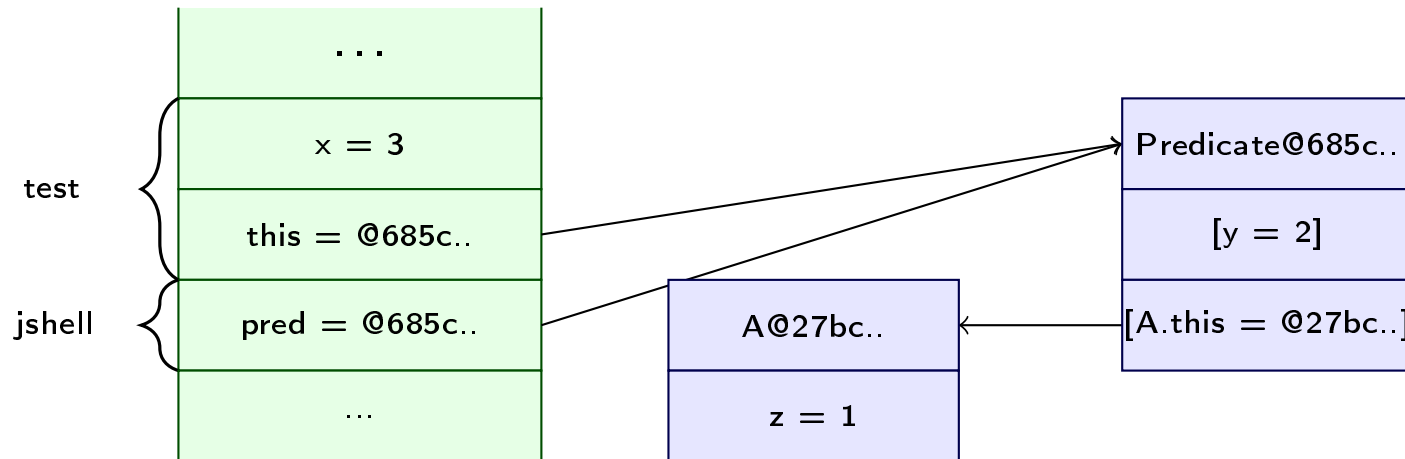 ...
x = 3
Predicate@685c..
test
this = @685c..
[y = 2]
jshell
pred = @685c..
A@27bc..
[A.this = @27bc..]
...
z = 1